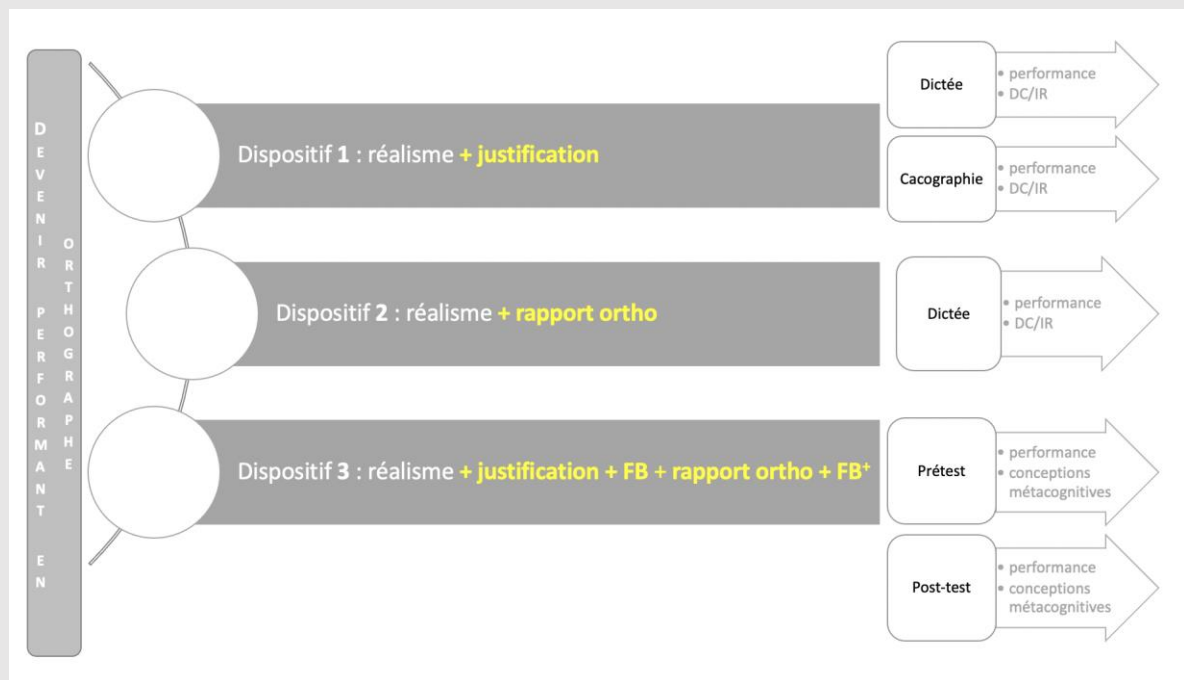 DEVENIR PERFORMANT EN
ORTHOGRAPHE
Dispositif 1 : réalisme + justification
Dictée
• performance
• DC/IR
Cacographie
• performance
• DC/IR
Dispositif 2 : réalisme + rapport ortho
Dictée
• performance
• DC/IR
Dispositif 3 : réalisme + justification + FB + rapport ortho + FB⁺
Prétest
• performance
• conceptions
métacognitives
Post-test
• performance
• conceptions
métacognitives